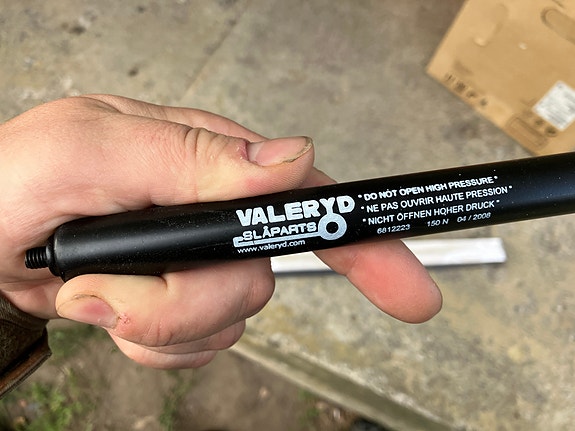 VALERYD
SLÄPARTS
www.valeryd.com
"DO NOT OPEN HIGH PRESSURE"
"NE PAS OUVRIR HAUTE PRESSION"
"NICHT ÖFFNEN HOHER DRUCK"
6812223 150 N 04/2008